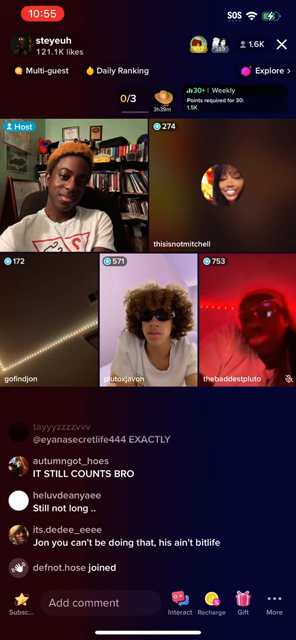 10:55
SOS
steyeuh
121.1K likes
1.6K
Multi-guest
Daily Ranking
Explore >
0/3
3h39m
30+ | Weekly
Points required for 30:
1.5K
Host
274
thisisnotmitchell
172
gofindjon
571
plutoxjavon
753
thebaddestpluto
tayyyzzzzvvv
@eyanasecretlife444 EXACTLY
autumngot_hoes
IT STILL COUNTS BRO
heluvdeanyaee
Still not long ..
its.dedee_eeee
Jon you can't be doing that, his ain't bitlife
defnot.hose joined
Subsc...
Add comment
Interact
Recharge
Gift
More